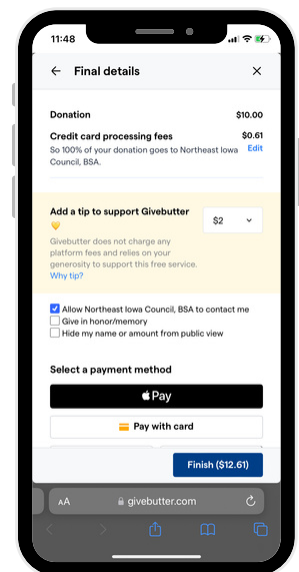 11:48
Final details
Donation $10.00
Credit card processing fees $0.61
So 100% of your donation goes to Northeast Iowa Edit
Council, BSA.
Add a tip to support Givebutter
$2
Givebutter does not charge any
platform fees and relies on your
generosity to support this free service.
Why tip?
Allow Northeast Iowa Council, BSA to contact me
Give in honor/memory
Hide my name or amount from public view
Select a payment method
Pay
Pay with card
Finish ($12.61)
AA givebutter.com